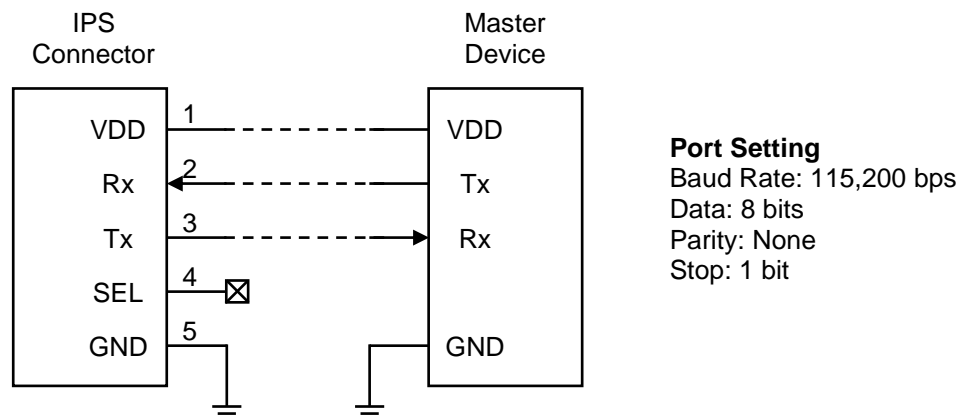 IPS
Connector
Master
Device
VDD
1
VDD
Rx
2
Tx
Tx
3
Rx
SEL
4
GND
5
GND
Port Setting
Baud Rate: 115,200 bps
Data: 8 bits
Parity: None
Stop: 1 bit